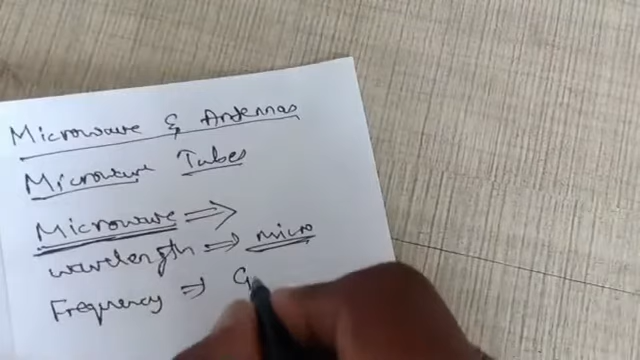 Microwave & Antennas
Microwave Tubes
Microwave ⇒
wavelength ⇒ micro
Frequency ⇒ G